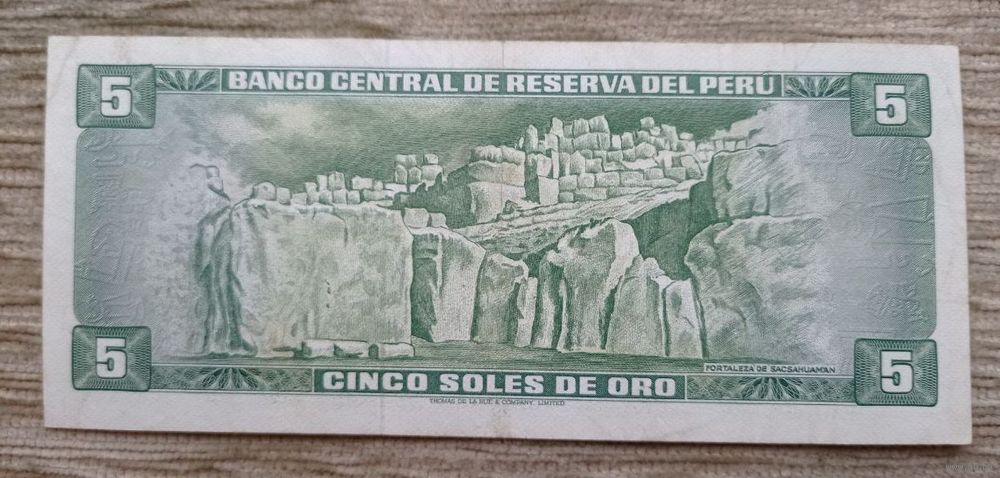 5 BANCO CENTRAL DE RESERVA DEL PERU 5
FORTALEZA DE SACSAHUAMAN
5 CINCO SOLES DE ORO 5
THOMAS DE LA RUE & COMPANY, LIMITED